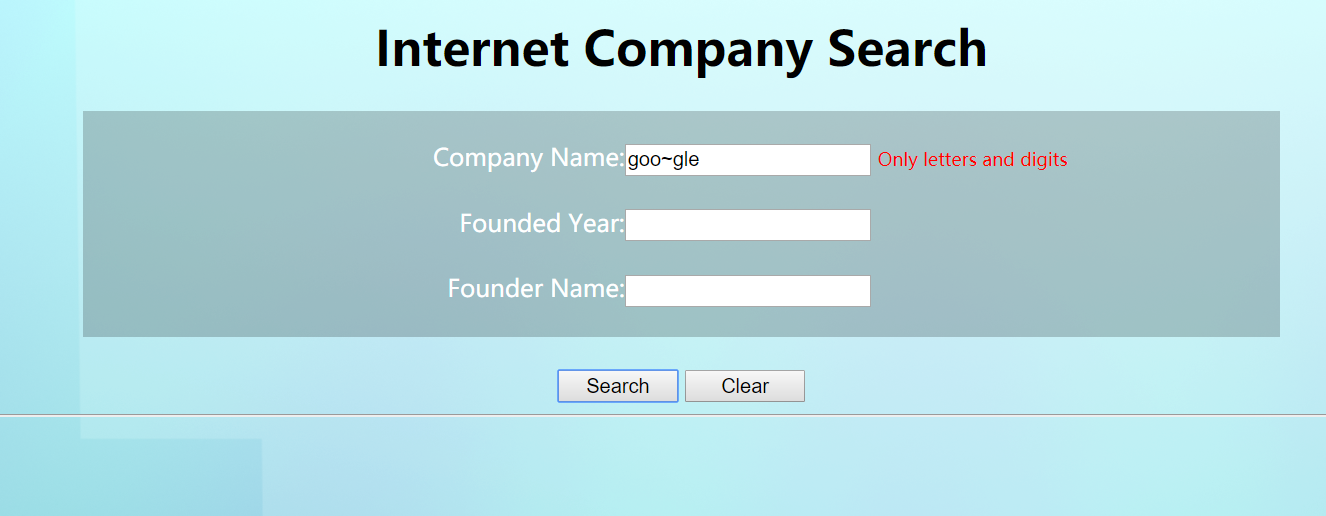 Internet Company Search
Company Name: goo~gle Only letters and digits
Founded Year:
Founder Name:
Search Clear